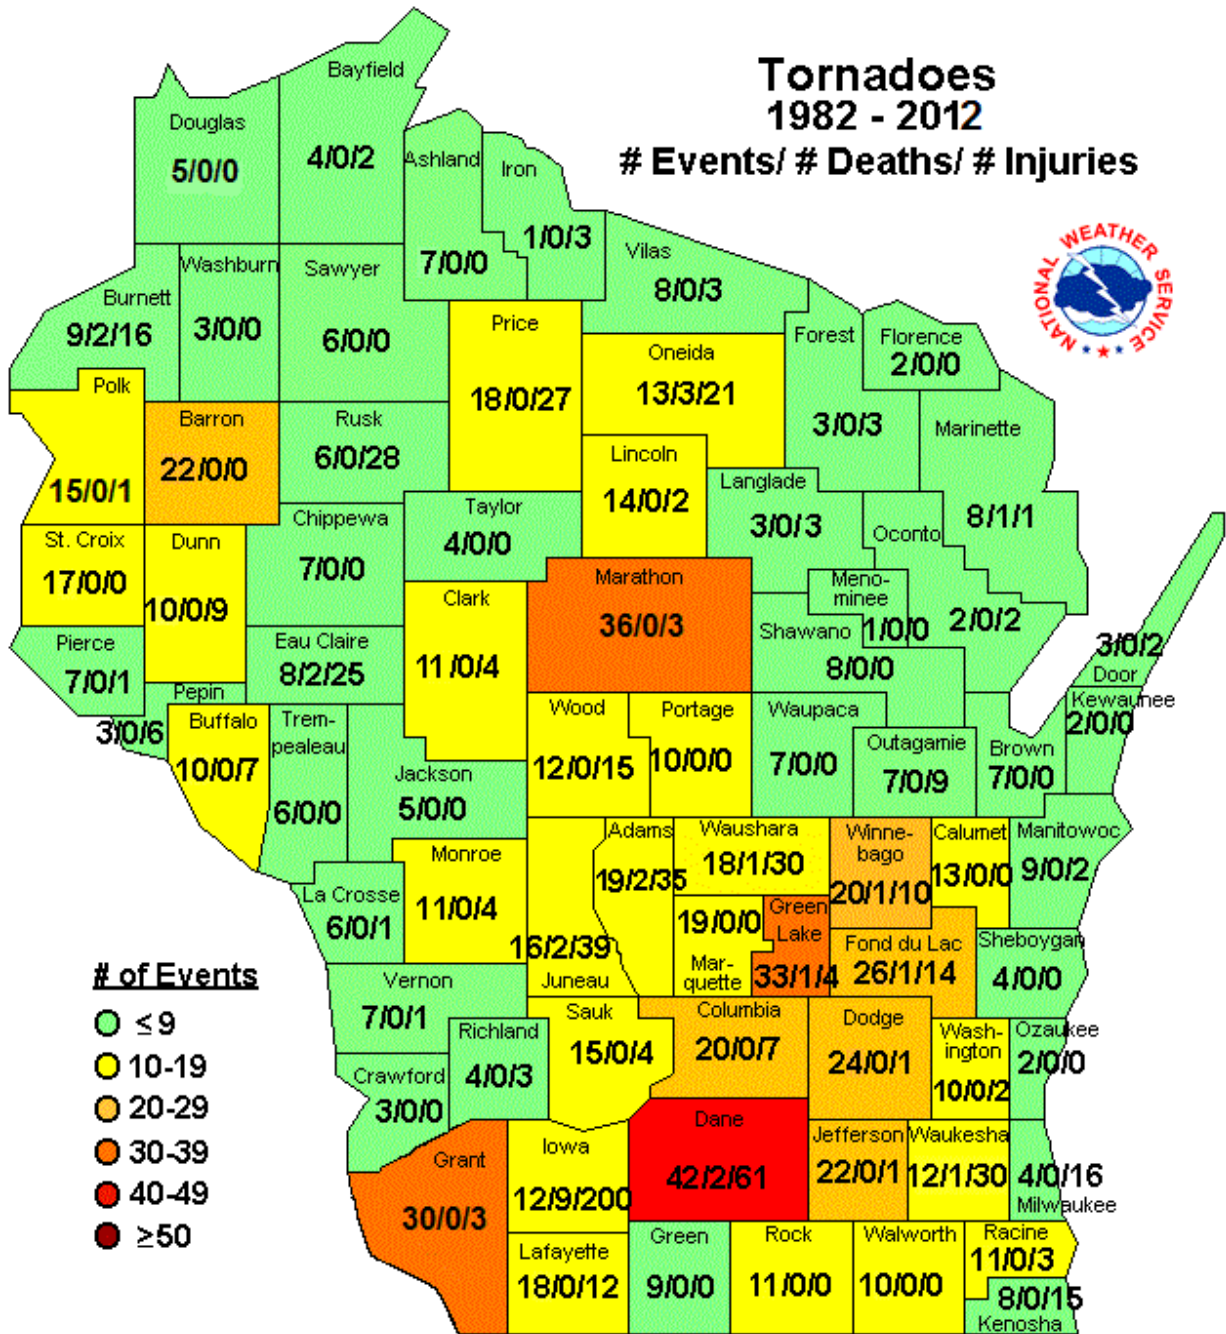 Tornadoes
1982 - 2012
# Events/ # Deaths/ # Injuries
NATIONAL WEATHER SERVICE
Bayfield
4/0/2
Douglas
5/0/0
Ashland
7/0/0
Iron
1/0/3
Vilas
8/0/3
Burnett
9/2/16
Washburn
3/0/0
Sawyer
6/0/0
Price
18/0/27
Oneida
13/3/21
Forest
3/0/3
Florence
2/0/0
Polk
15/0/1
Barron
22/0/0
Rusk
6/0/28
Lincoln
14/0/2
Langlade
3/0/3
Marinette
8/1/1
Oconto
2/0/2
St. Croix
17/0/0
Dunn
10/0/9
Chippewa
7/0/0
Taylor
4/0/0
Clark
11/0/4
Marathon
36/0/3
Meno-
minee
1/0/0
Shawano
8/0/0
3/0/2
Door
Pierce
7/0/1
Pepin
3/0/6
Eau Claire
8/2/25
Buffalo
10/0/7
Trem-
pealeau
6/0/0
Jackson
5/0/0
Wood
12/0/15
Portage
10/0/0
Waupaca
7/0/0
Outagamie
7/0/9
Brown
7/0/0
Kewaunee
2/0/0
La Crosse
6/0/1
Monroe
11/0/4
16/2/39
Juneau
Adams
19/2/35
Waushara
18/1/30
Winne-
bago
20/1/10
Calumet
13/0/0
Manitowoc
9/0/2
19/0/0
Mar-
quette
Green
Lake
33/1/4
Fond du Lac
26/1/14
Sheboygan
4/0/0
Vernon
7/0/1
Richland
4/0/3
Crawford
3/0/0
Sauk
15/0/4
Columbia
20/0/7
Dodge
24/0/1
Wash-
ington
10/0/2
Ozaukee
2/0/0
Grant
30/0/3
Iowa
12/9/200
Dane
42/2/61
Jefferson
22/0/1
Waukesha
12/1/30
4/0/16
Milwaukee
Lafayette
18/0/12
Green
9/0/0
Rock
11/0/0
Walworth
10/0/0
Racine
11/0/3
8/0/15
Kenosha
# of Events
≤ 9
10-19
20-29
30-39
40-49
≥50